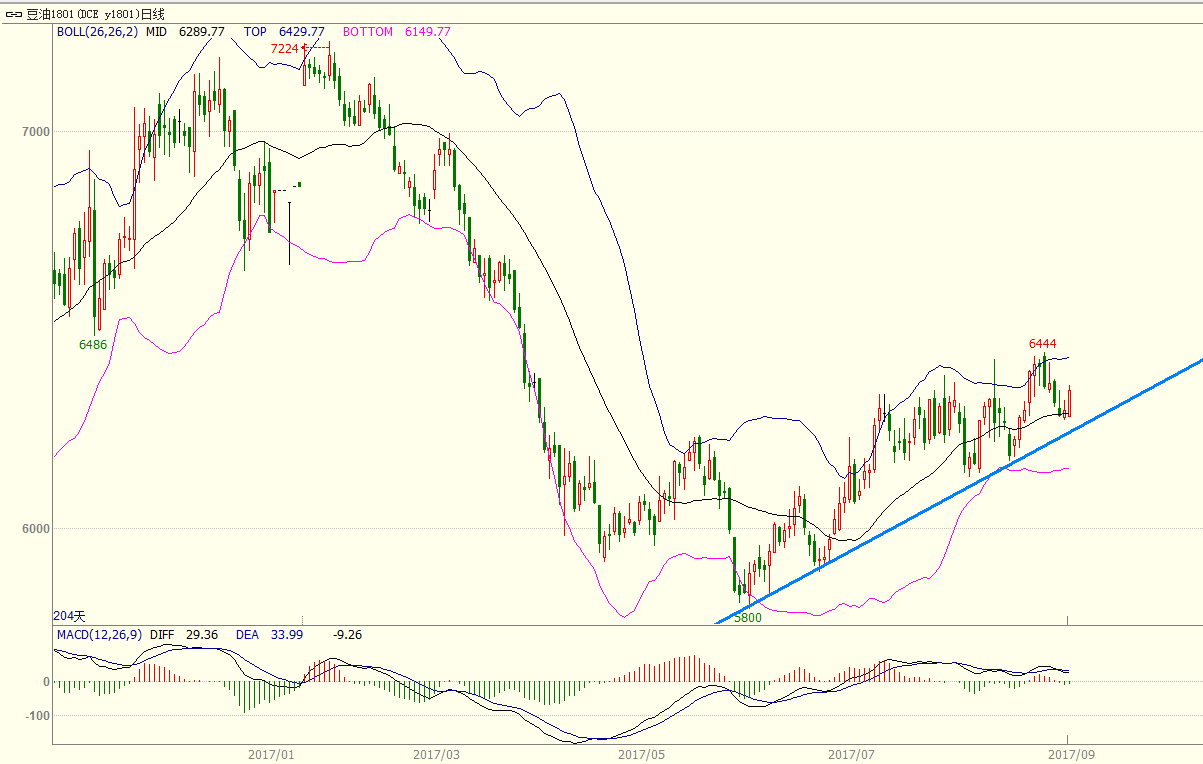 豆油1801(DCE y1801)日线
BOLL(26,26,2) MID 6289.77 TOP 6429.77 BOTTOM 6149.77
7224
7000
6486
6444
6000
5800
204天
MACD(12,26,9) DIFF 29.36 DEA 33.99 -9.26
0
-100
2017/01 2017/03 2017/05 2017/07 2017/09